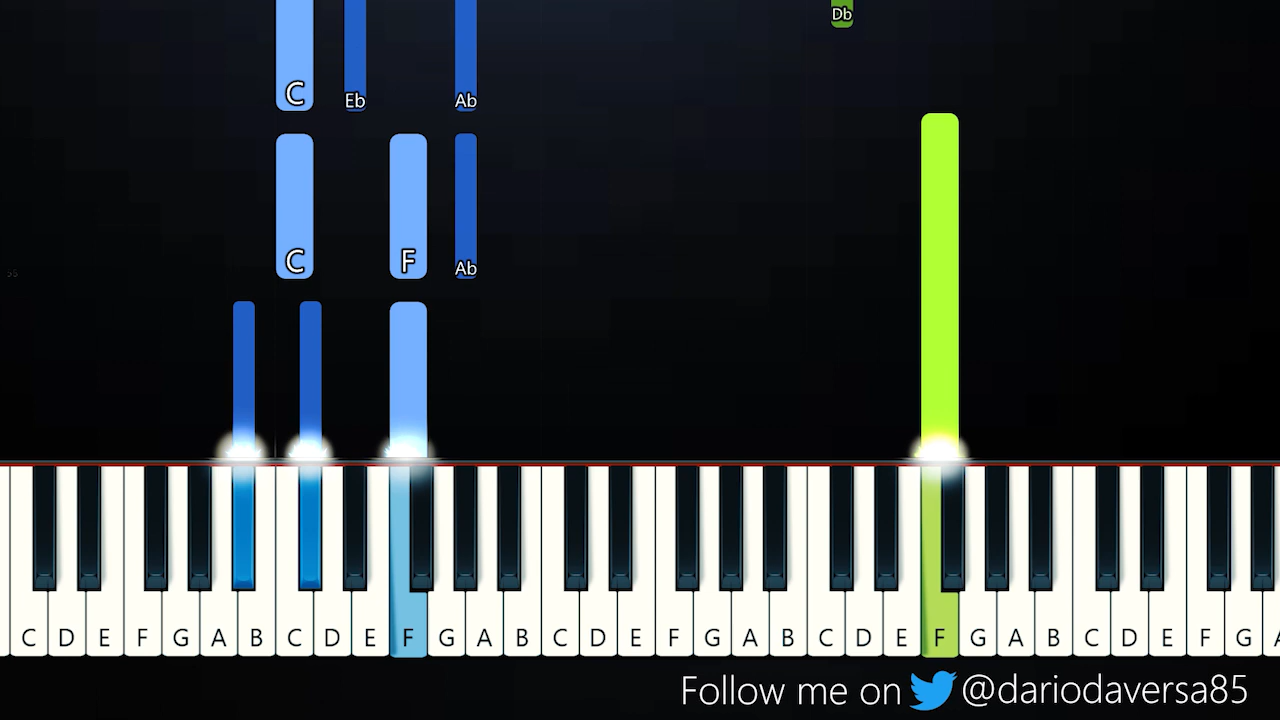 Db
C Eb Ab
C F Ab
C D E F G A B C D E F G A B C D E F G A B C D E F G A B C D E F G A
Follow me on @dariodaversa85